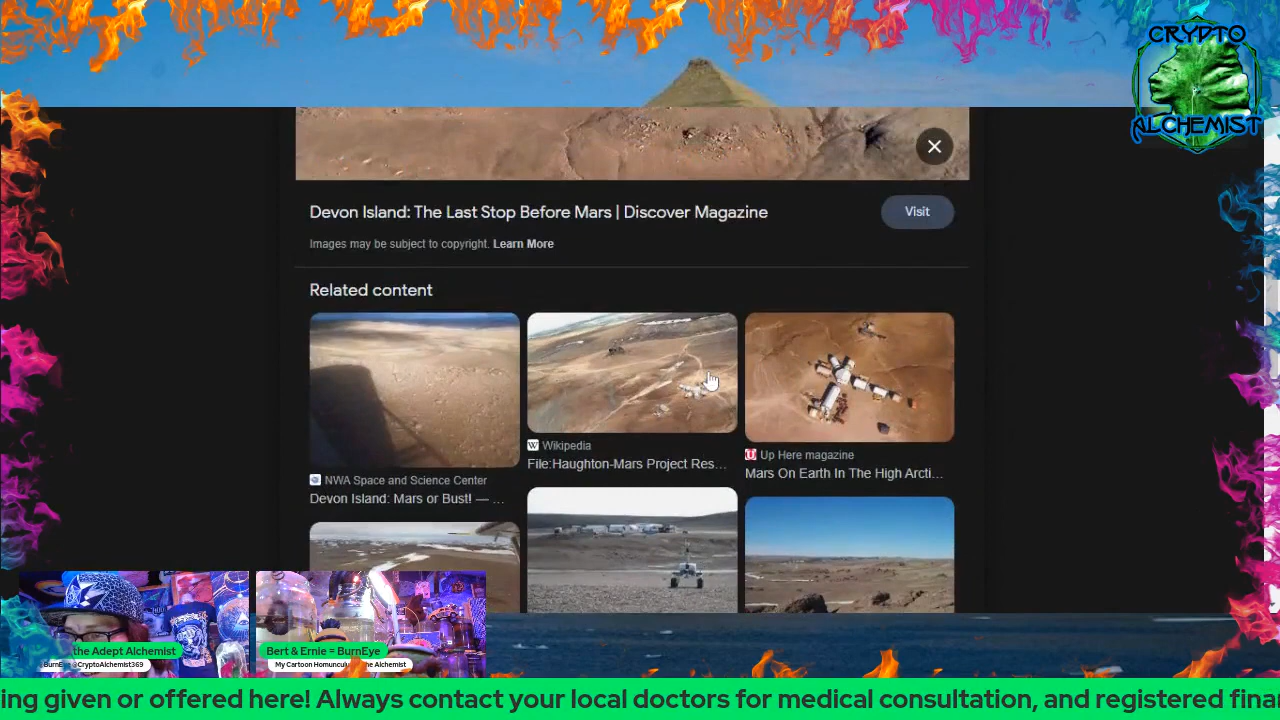 CRYPTO
ALCHEMIST
Devon Island: The Last Stop Before Mars | Discover Magazine
Visit
Images may be subject to copyright. Learn More
Related content
Wikipedia
File:Haughton-Mars Project Res...
Up Here magazine
Mars On Earth In The High Arcti...
NWA Space and Science Center
Devon Island: Mars or Bust! — ...
the Adept Alchemist
@CryptoAlchemist369
Bert & Ernie = BurnEye
My Cartoon Alchemist
ing given or offered here! Always contact your local doctors for medical consultation, and registered finan